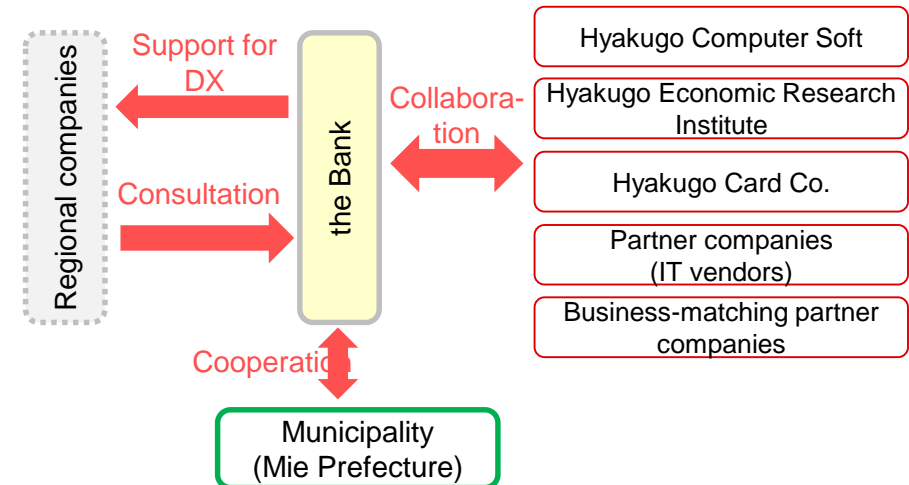 Regional companies
Support for
DX
Consultation
the Bank
Collabora-
tion
Hyakugo Computer Soft
Hyakugo Economic Research
Institute
Hyakugo Card Co.
Partner companies
(IT vendors)
Business-matching partner
companies
Cooperation
Municipality
(Mie Prefecture)